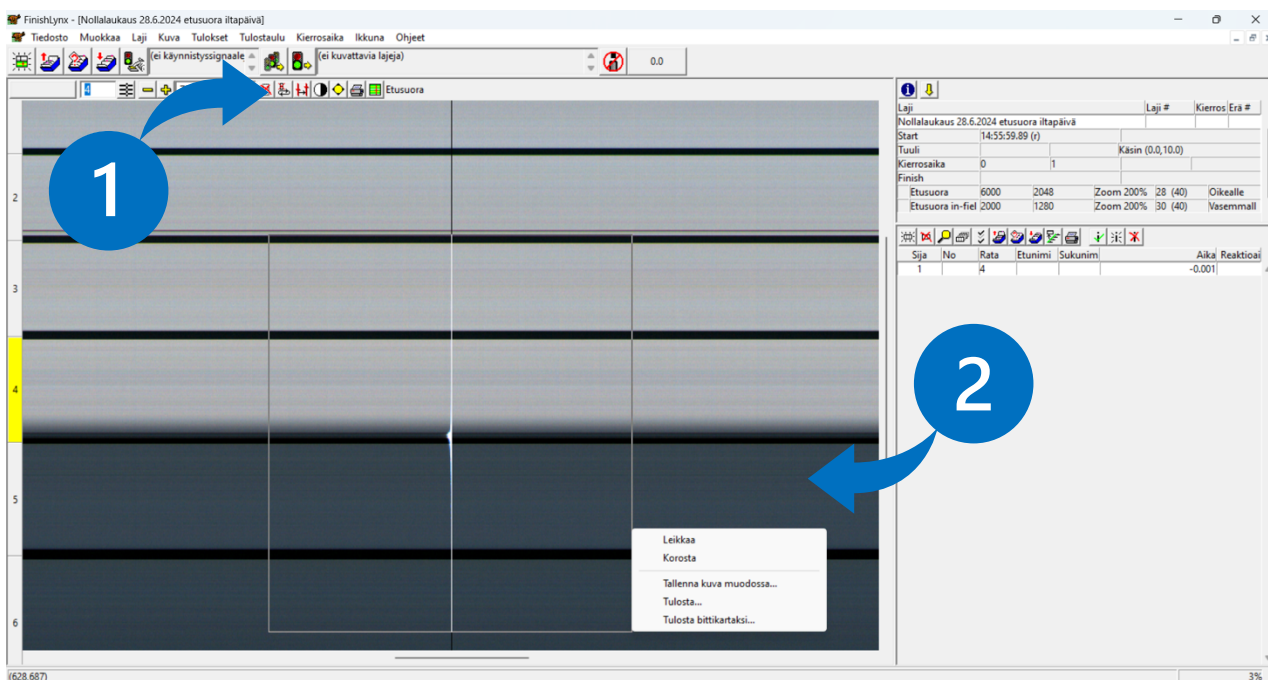 FinishLynx - [Nollalaukaus 28.6.2024 etusuora iltapäivä]
Tiedosto Muokkaa Laji Kuva Tulokset Tulostaulu Kierrosaika Ikkuna Ohjeet
(ei käynnistyssignaale (ei kuvattavia lajeja) 0.0
4 Etusuora
1
2
3
4
5
6
2
Leikkaa
Korosta
Tallenna kuva muodossa...
Tulosta...
Tulosta bittikartaksi...
Laji Laji # Kierros Erä #
Nollalaukaus 28.6.2024 etusuora iltapäivä
Start 14:55:59.89 (r)
Tuuli Käsin (0.0,10.0)
Kierrosaika 0 1
Finish
Etusuora 6000 2048 Zoom 200% 28 (40) Oikealle
Etusuora in-fiel 2000 1280 Zoom 200% 30 (40) Vasemmall
Sija No Rata Etunimi Sukunim Aika Reaktioai
1 4 -0.001
(628,687) 3%